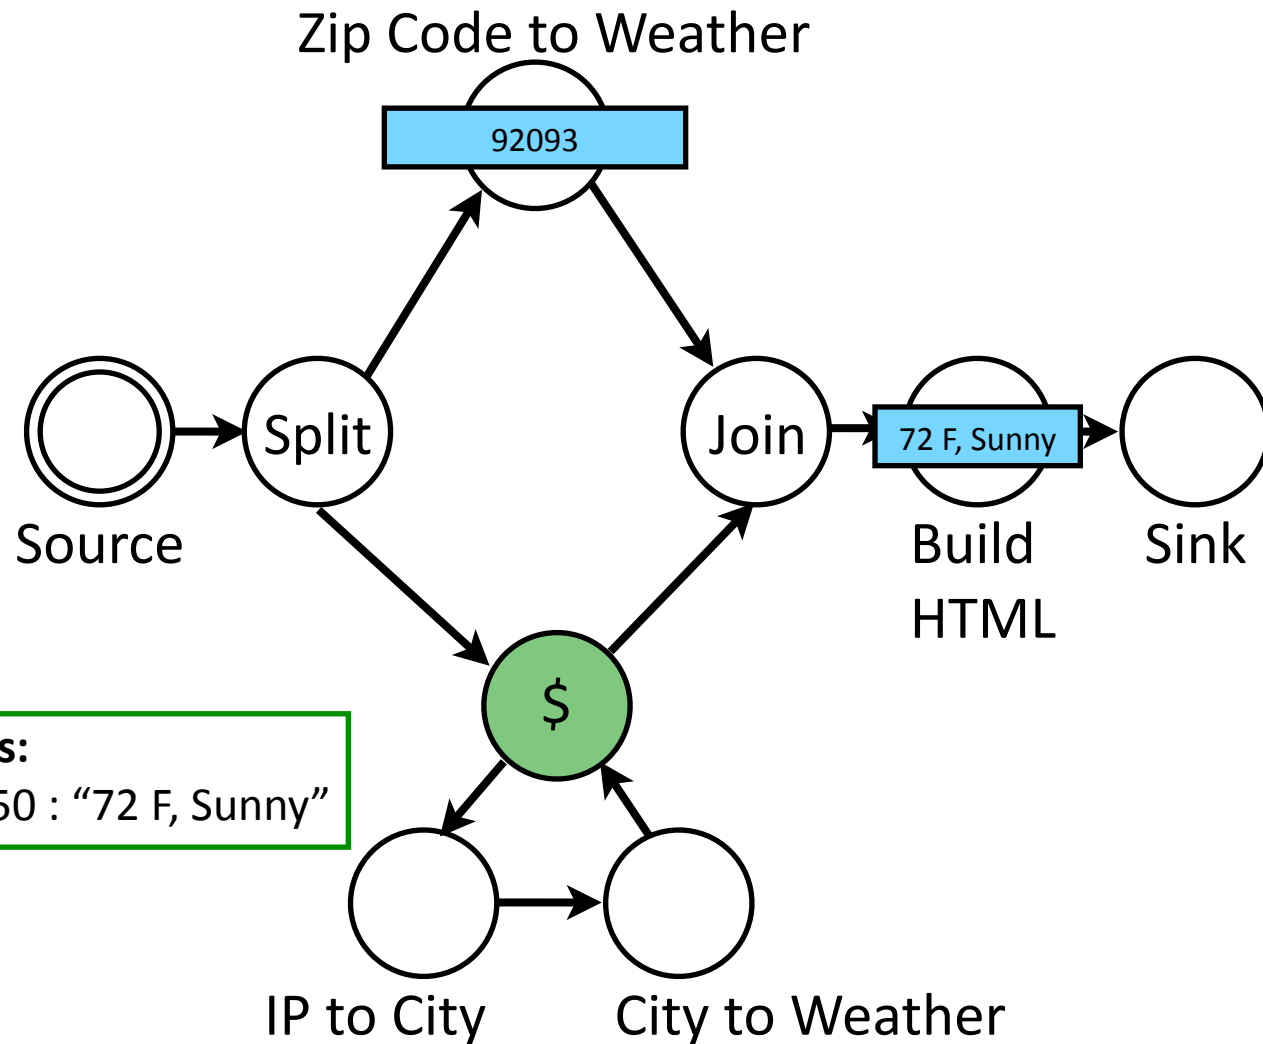 Zip Code to Weather
92093
Split
Join
72 F, Sunny
Source
Build
HTML
Sink
$
s:
50 : “72 F, Sunny”
IP to City
City to Weather